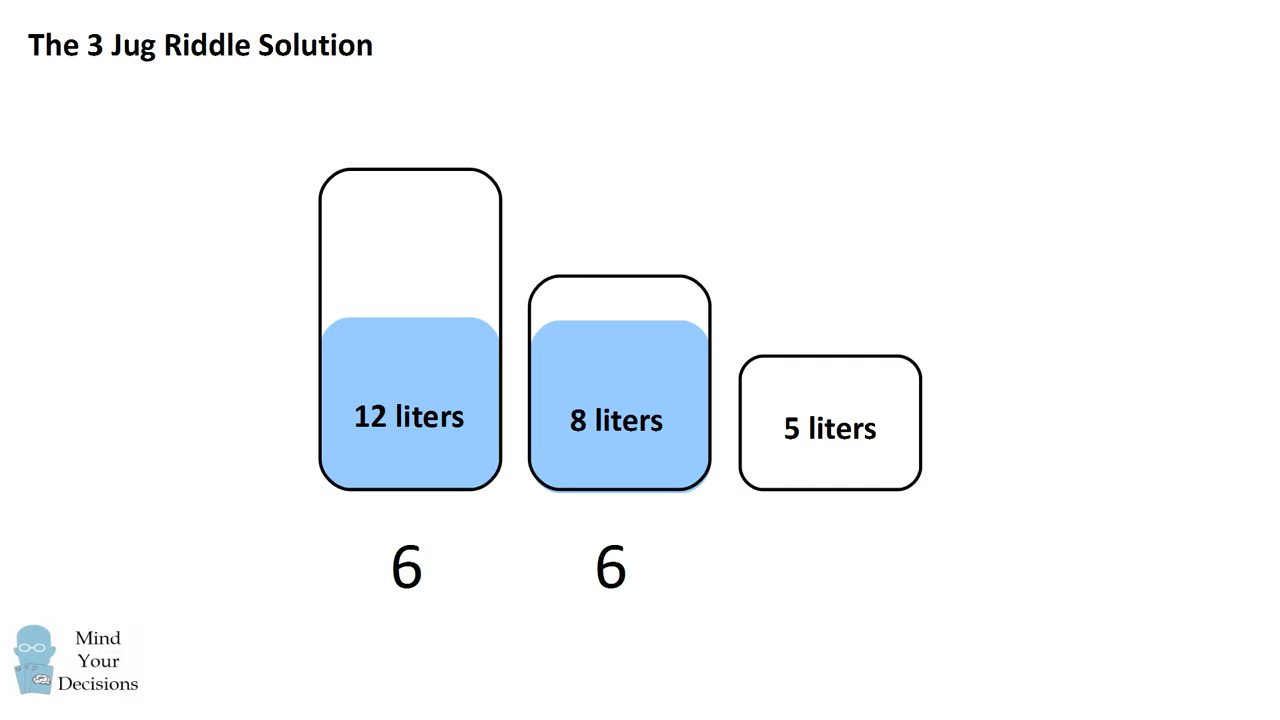 The 3 Jug Riddle Solution
12 liters
8 liters
5 liters
6
6
Mind
Your
Decisions